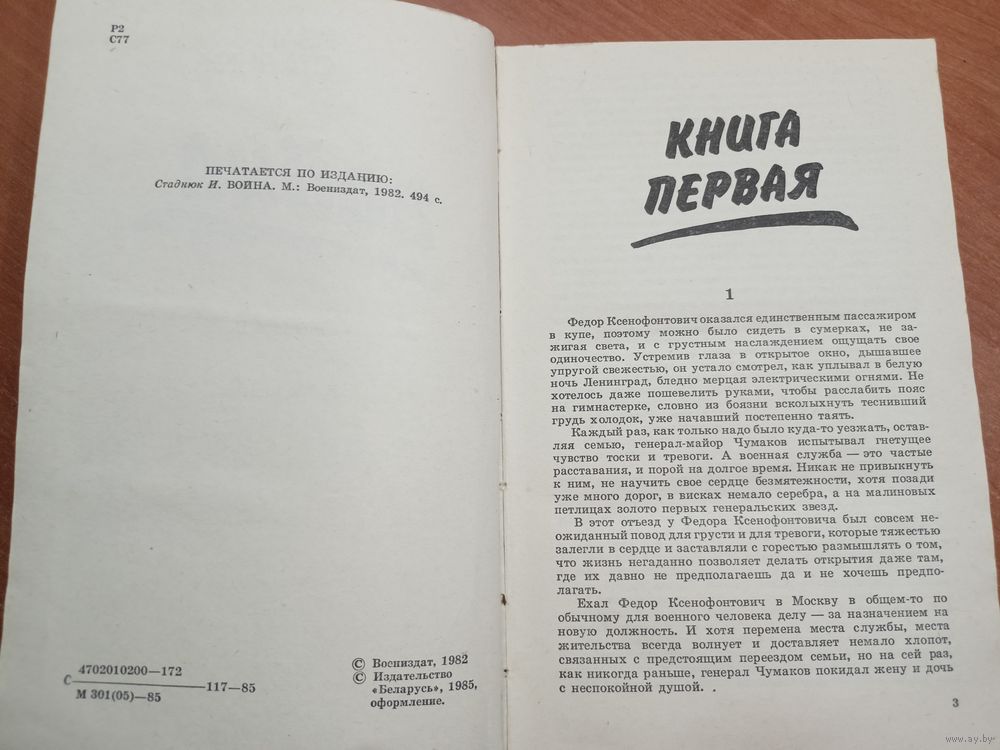 Р2
С77
ПЕЧАТАЕТСЯ ПО ИЗДАНИЮ:
Стаднюк И. ВОЙНА. М.: Воениздат, 1982. 494 с.
4702010200—172
С 117—85
М 301(05)—85
© Воениздат, 1982
© Издательство
«Беларусь», 1985,
оформление.
КНИГА
ПЕРВАЯ
1
Федор Ксенофонтович оказался единственным пассажиром
в купе, поэтому можно было сидеть в сумерках, не за-
жигая света, и с грустным наслаждением ощущать свое
одиночество. Устремив глаза в открытое окно, дышавшее
упругой свежестью, он устало смотрел, как уплывал в белую
ночь Ленинград, бледно мерцая электрическими огнями. Не
хотелось даже пошевелить руками, чтобы расслабить пояс
на гимнастерке, словно из боязни всколыхнуть теснивший
грудь холодок, уже начавший постепенно таять.
Каждый раз, как только надо было куда-то уезжать, остав-
ляя семью, генерал-майор Чумаков испытывал гнетущее
чувство тоски и тревоги. А военная служба — это частые
расставания, и порой на долгое время. Никак не привыкнуть
к ним, не научить свое сердце безмятежности, хотя позади
уже много дорог, в висках немало серебра, а на малиновых
петлицах золото первых генеральских звезд.
В этот отъезд у Федора Ксенофонтовича был совсем не-
ожиданный повод для грусти и для тревоги, которые тяжестью
залегли в сердце и заставляли с горестью размышлять о том,
что жизнь негаданно позволяет делать открытия даже там,
где их давно не предполагаешь да и не хочешь предпо-
лагать.
Ехал Федор Ксенофонтович в Москву в общем-то по
обычному для военного человека делу — за назначением на
новую должность. И хотя перемена места службы, места
жительства всегда волнует и доставляет немало хлопот,
связанных с предстоящим переездом семьи, но на сей раз,
как никогда раньше, генерал Чумаков покидал жену и дочь
с неспокойной душой. .
3
www.ay.by